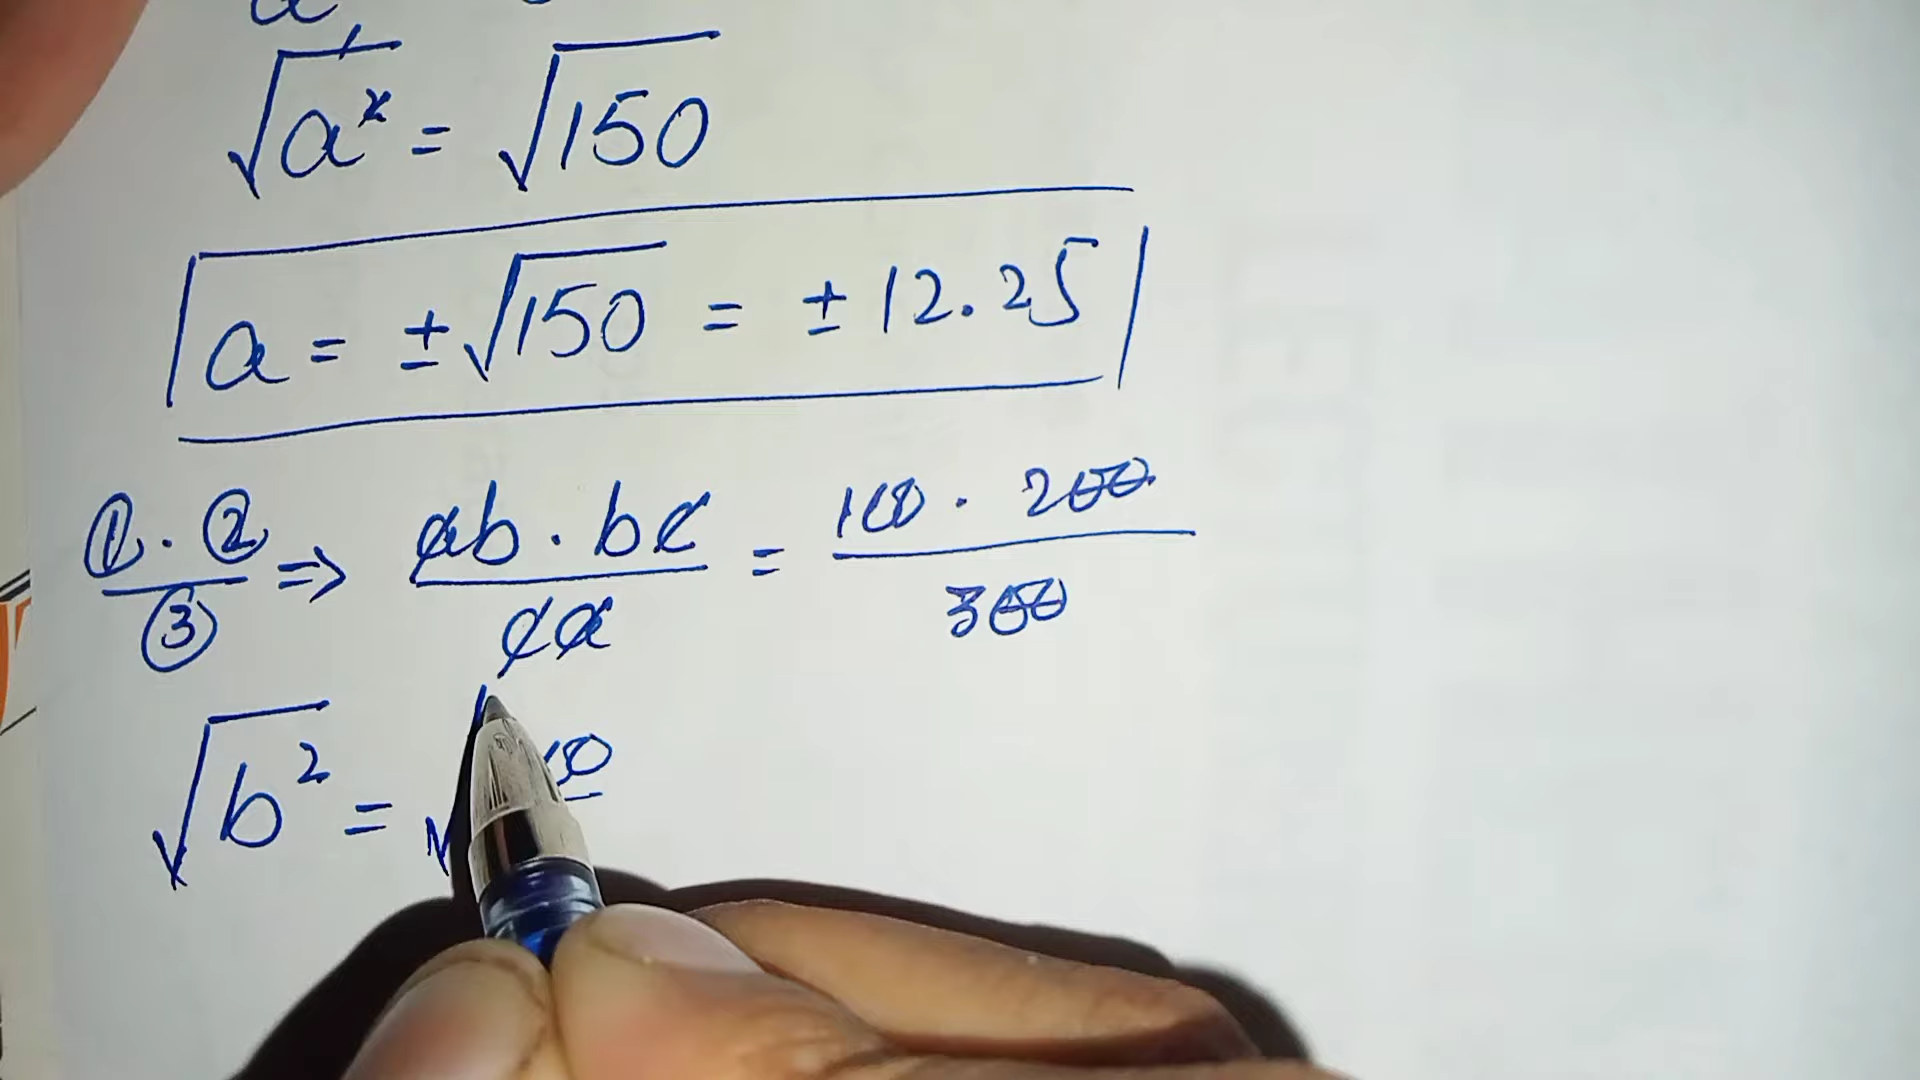 √a² = √150
a = ±√150 = ±12.25
①·②/③ ⇒ ab·bc/ca = 100·200/300
√b² = √